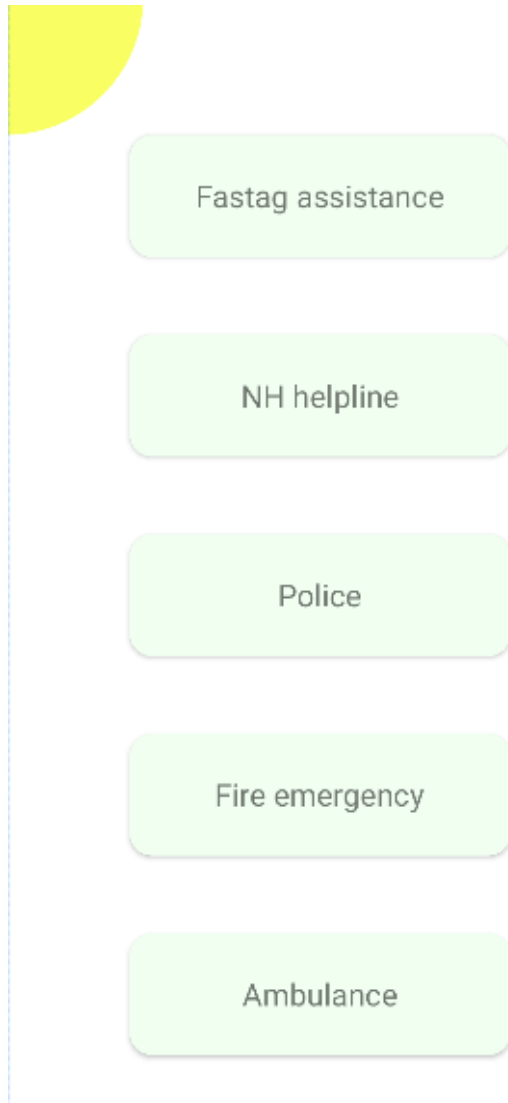 Fastag assistance
NH helpline
Police
Fire emergency
Ambulance